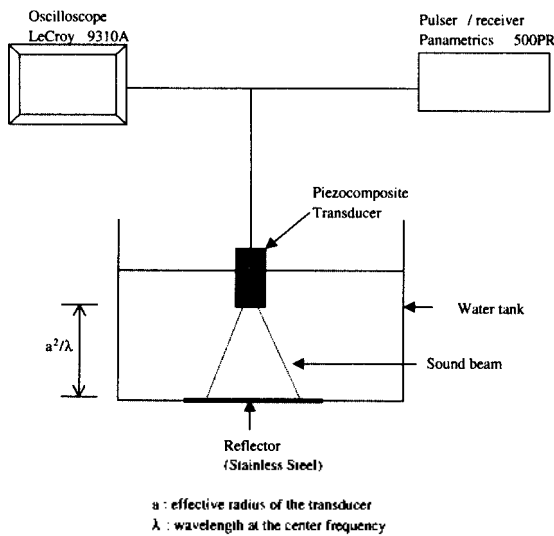 Oscilloscope
LeCroy 9310A
Pulser / receiver
Panametrics 500PR
Piezocomposite
Transducer
Water tank
a²/λ
Sound beam
Reflector
(Stainless Steel)
a : effective radius of the transducer
λ : wavelength at the center frequency